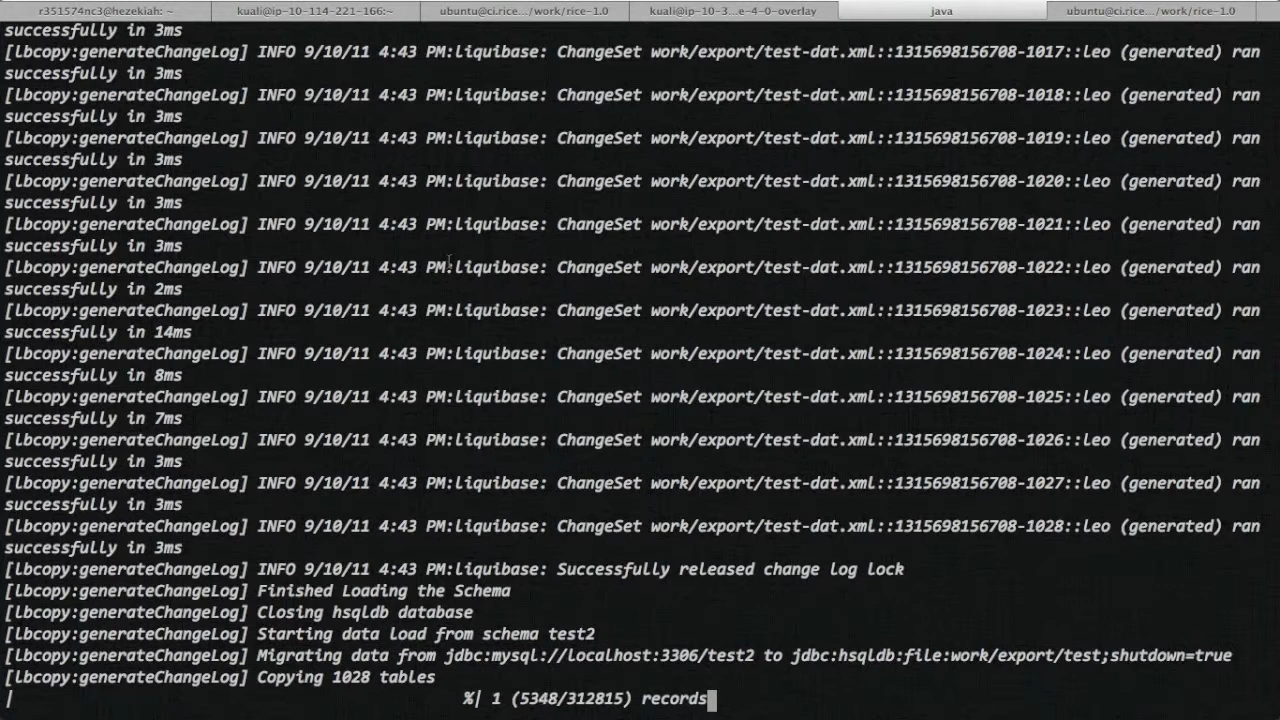 r351574nc3@hezekiah: ~ kuali@ip-10-114-221-166:~ ubuntu@ci.rice.../work/rice-1.0 kuali@ip-10-3...e-4-0-overlay java ubuntu@ci.rice.../work/rice-1.0
successfully in 3ms
[lbcopy:generateChangeLog] INFO 9/10/11 4:43 PM:liquibase: ChangeSet work/export/test-dat.xml::1315698156708-1017::leo (generated) ran
successfully in 3ms
[lbcopy:generateChangeLog] INFO 9/10/11 4:43 PM:liquibase: ChangeSet work/export/test-dat.xml::1315698156708-1018::leo (generated) ran
successfully in 3ms
[lbcopy:generateChangeLog] INFO 9/10/11 4:43 PM:liquibase: ChangeSet work/export/test-dat.xml::1315698156708-1019::leo (generated) ran
successfully in 3ms
[lbcopy:generateChangeLog] INFO 9/10/11 4:43 PM:liquibase: ChangeSet work/export/test-dat.xml::1315698156708-1020::leo (generated) ran
successfully in 3ms
[lbcopy:generateChangeLog] INFO 9/10/11 4:43 PM:liquibase: ChangeSet work/export/test-dat.xml::1315698156708-1021::leo (generated) ran
successfully in 3ms
[lbcopy:generateChangeLog] INFO 9/10/11 4:43 PM:liquibase: ChangeSet work/export/test-dat.xml::1315698156708-1022::leo (generated) ran
successfully in 2ms
[lbcopy:generateChangeLog] INFO 9/10/11 4:43 PM:liquibase: ChangeSet work/export/test-dat.xml::1315698156708-1023::leo (generated) ran
successfully in 14ms
[lbcopy:generateChangeLog] INFO 9/10/11 4:43 PM:liquibase: ChangeSet work/export/test-dat.xml::1315698156708-1024::leo (generated) ran
successfully in 8ms
[lbcopy:generateChangeLog] INFO 9/10/11 4:43 PM:liquibase: ChangeSet work/export/test-dat.xml::1315698156708-1025::leo (generated) ran
successfully in 7ms
[lbcopy:generateChangeLog] INFO 9/10/11 4:43 PM:liquibase: ChangeSet work/export/test-dat.xml::1315698156708-1026::leo (generated) ran
successfully in 3ms
[lbcopy:generateChangeLog] INFO 9/10/11 4:43 PM:liquibase: ChangeSet work/export/test-dat.xml::1315698156708-1027::leo (generated) ran
successfully in 3ms
[lbcopy:generateChangeLog] INFO 9/10/11 4:43 PM:liquibase: ChangeSet work/export/test-dat.xml::1315698156708-1028::leo (generated) ran
successfully in 3ms
[lbcopy:generateChangeLog] INFO 9/10/11 4:43 PM:liquibase: Successfully released change log lock
[lbcopy:generateChangeLog] Finished Loading the Schema
[lbcopy:generateChangeLog] Closing hsqldb database
[lbcopy:generateChangeLog] Starting data load from schema test2
[lbcopy:generateChangeLog] Migrating data from jdbc:mysql://localhost:3306/test2 to jdbc:hsqldb:file:work/export/test;shutdown=true
[lbcopy:generateChangeLog] Copying 1028 tables
| %| 1 (5348/312815) records